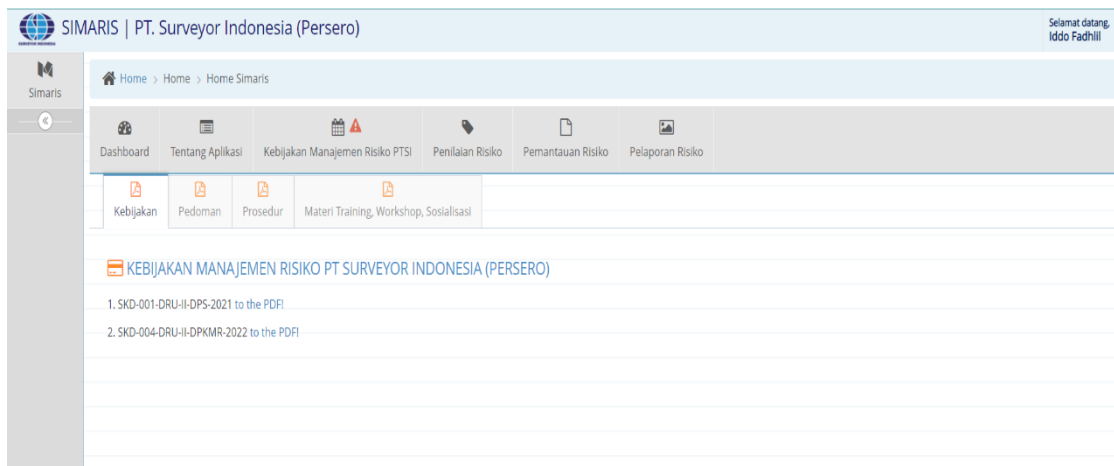 SIMARIS | PT. Surveyor Indonesia (Persero)
Selamat datang,
Iddo Fadhlil
SURVEYOR INDONESIA
Simaris
Home > Home > Home Simaris
Dashboard Tentang Aplikasi Kebijakan Manajemen Risiko PTSI Penilaian Risiko Pemantauan Risiko Pelaporan Risiko
Kebijakan Pedoman Prosedur Materi Training, Workshop, Sosialisasi
KEBIJAKAN MANAJEMEN RISIKO PT SURVEYOR INDONESIA (PERSERO)
1. SKD-001-DRU-II-DPS-2021 to the PDF!
2. SKD-004-DRU-II-DPKMR-2022 to the PDF!